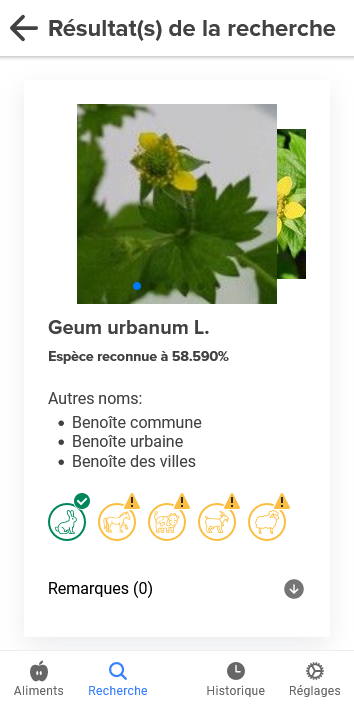 Résultat(s) de la recherche
Geum urbanum L.
Espèce reconnue à 58.590%
Autres noms:
Benoîte commune
Benoîte urbaine
Benoîte des villes
Remarques (0)
Aliments
Recherche
Historique
Réglages